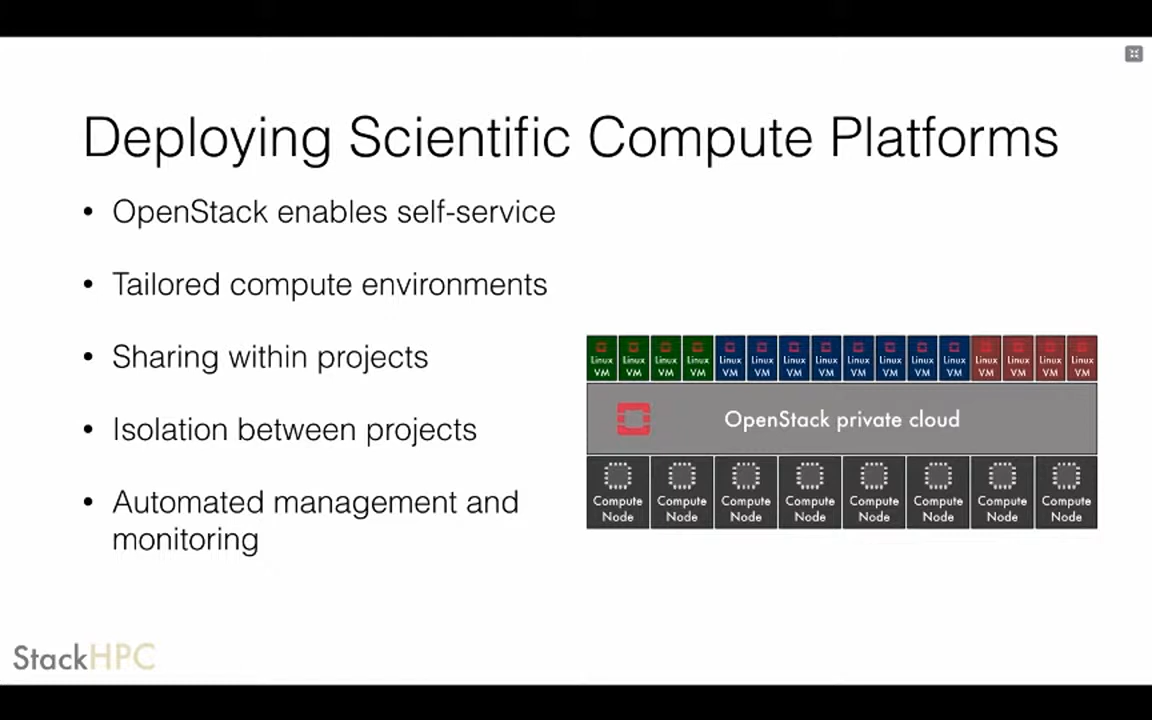 Deploying Scientific Compute Platforms
• OpenStack enables self-service
• Tailored compute environments
• Sharing within projects
• Isolation between projects
• Automated management and
monitoring
Linux Linux Linux Linux Linux Linux Linux Linux Linux Linux Linux Linux Linux Linux Linux Linux
VM VM VM VM VM VM VM VM VM VM VM VM VM VM VM VM
OpenStack private cloud
Compute Compute Compute Compute Compute Compute Compute Compute
Node Node Node Node Node Node Node Node
StackHPC